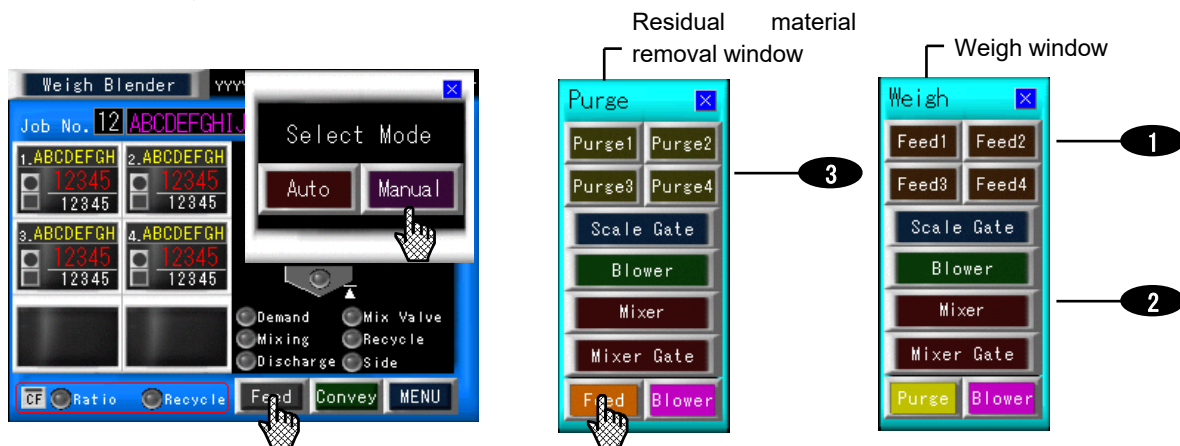 Residual material
removal window
Weigh window
Weigh Blender
Job No. 12
Select Mode
Auto Manual
1.ABCDEFGH 2.ABCDEFGH
12345 12345
12345 12345
3.ABCDEFGH 4.ABCDEFGH
12345 12345
12345 12345
Demand Mix Valve
Mixing Recycle
Discharge Side
CF Ratio Recycle Feed Convey MENU
Purge
Purge1 Purge2
Purge3 Purge4
Scale Gate
Blower
Mixer
Mixer Gate
Feed Blower
3
Weigh
Feed1 Feed2
Feed3 Feed4
Scale Gate
Blower
Mixer
Mixer Gate
Purge Blower
1
2